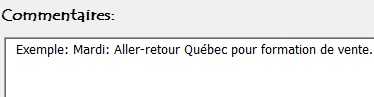 Commentaires:
Exemple: Mardi: Aller-retour Québec pour formation de vente.